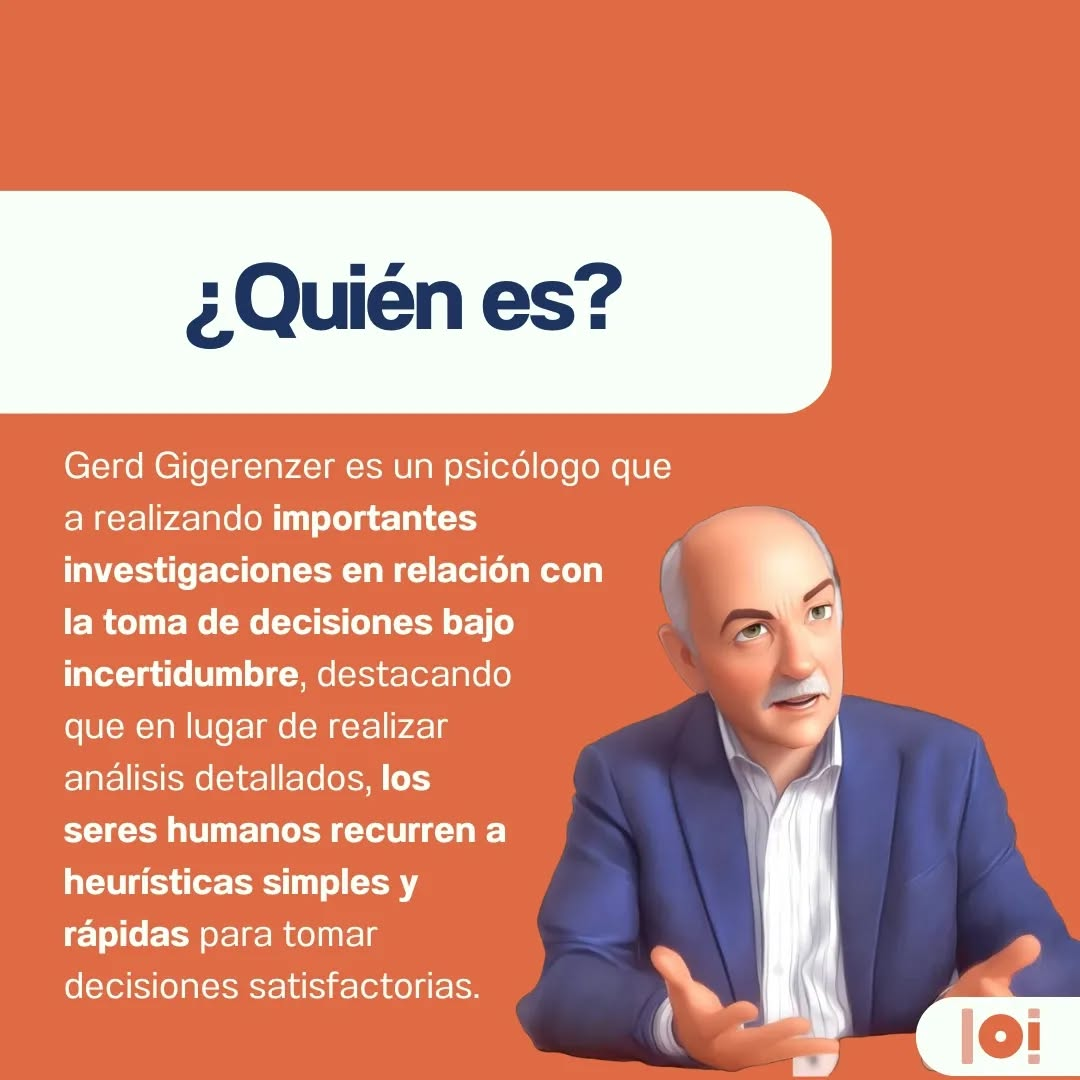 ¿Quién es?
Gerd Gigerenzer es un psicólogo que
a realizando importantes
investigaciones en relación con
la toma de decisiones bajo
incertidumbre, destacando
que en lugar de realizar
análisis detallados, los
seres humanos recurren a
heurísticas simples y
rápidas para tomar
decisiones satisfactorias.